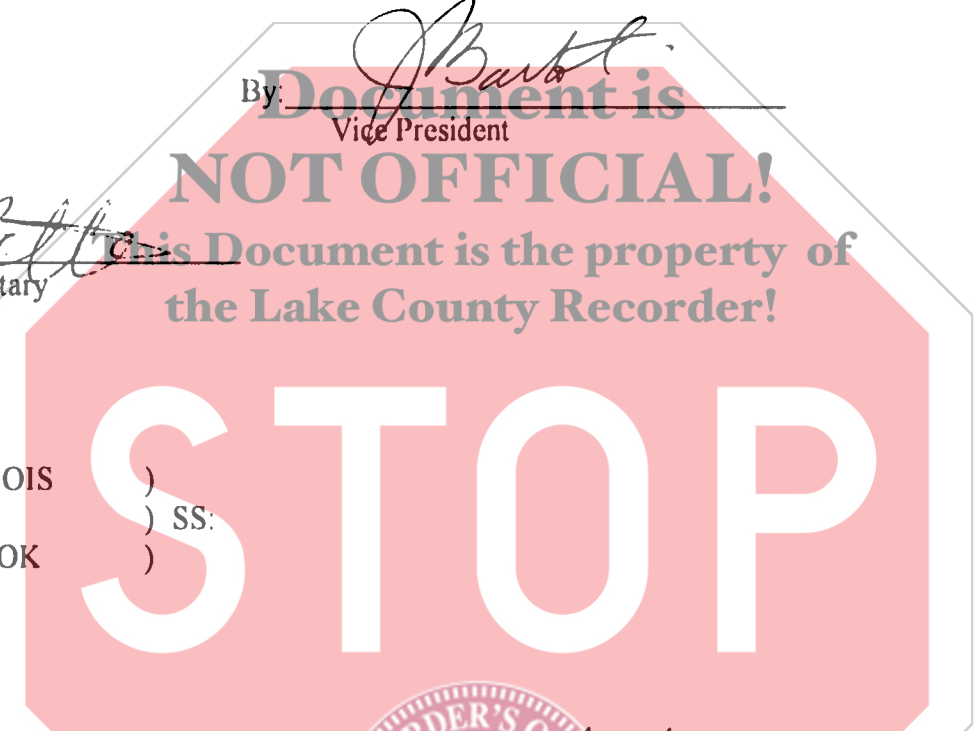 By:
Document is
Vice President
NOT OFFICIAL!
This Document is the property of
tary
the Lake County Recorder!
STOP
OIS )
) SS:
OK )
RDER'S O